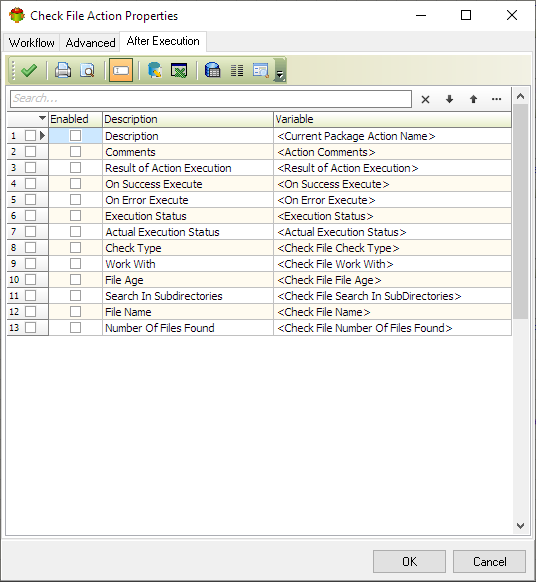 Check File Action Properties
Workflow Advanced After Execution
Search...
Enabled Description Variable
1 Description <Current Package Action Name>
2 Comments <Action Comments>
3 Result of Action Execution <Result of Action Execution>
4 On Success Execute <On Success Execute>
5 On Error Execute <On Error Execute>
6 Execution Status <Execution Status>
7 Actual Execution Status <Actual Execution Status>
8 Check Type <Check File Check Type>
9 Work With <Check File Work With>
10 File Age <Check File File Age>
11 Search In Subdirectories <Check File Search In SubDirectories>
12 File Name <Check File Name>
13 Number Of Files Found <Check File Number Of Files Found>
OK Cancel